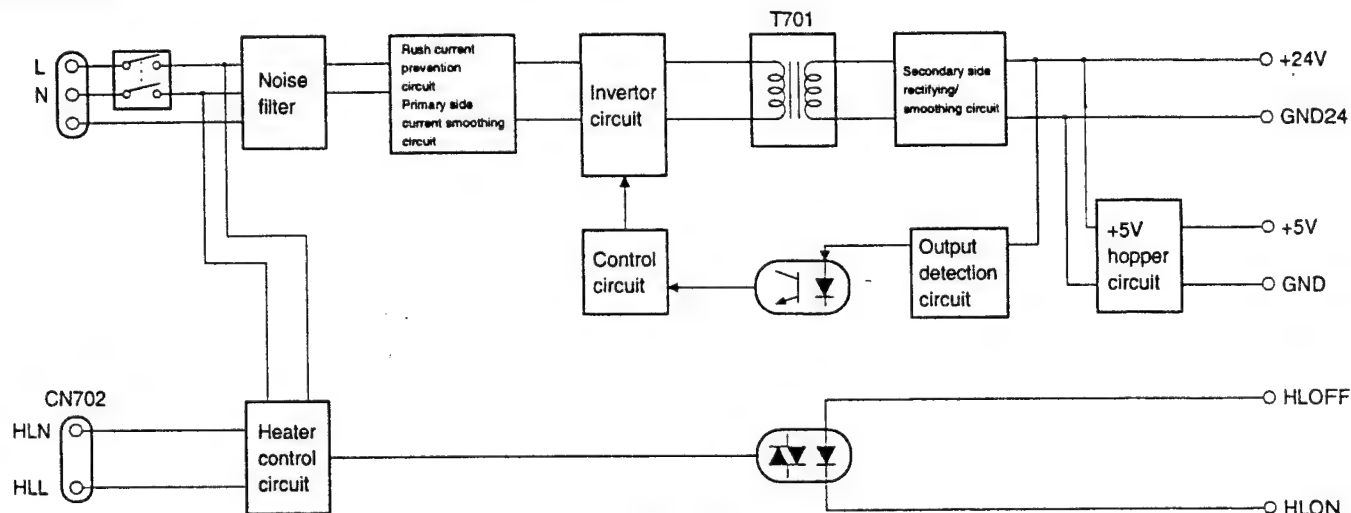 T701
L
N
Noise
filter
Rush current
prevention
circuit
Primary side
current smoothing
circuit
Invertor
circuit
Secondary side
rectifying/
smoothing circuit
+24V
GND24
Control
circuit
Output
detection
circuit
+5V
hopper
circuit
+5V
GND
CN702
HLN
HLL
Heater
control
circuit
HLOFF
HLON